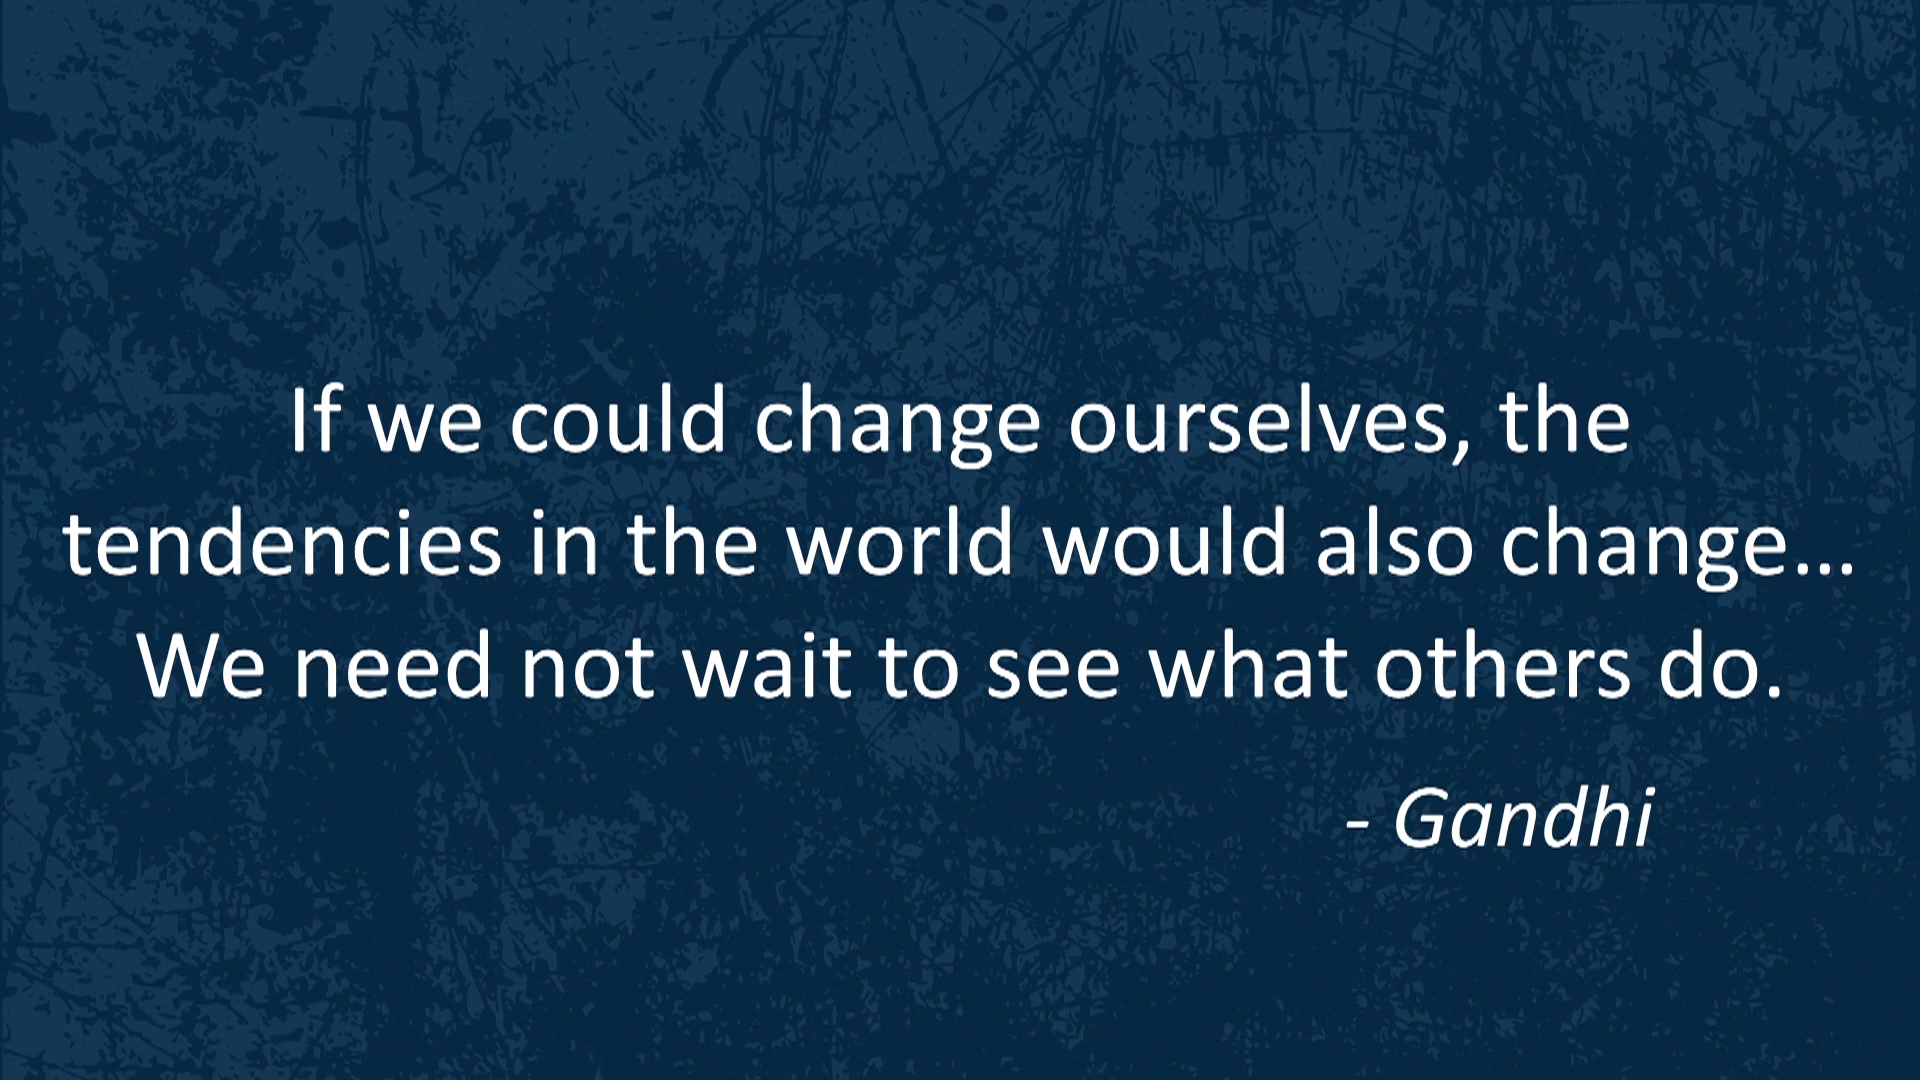 If we could change ourselves, the
tendencies in the world would also change...
We need not wait to see what others do.
- Gandhi